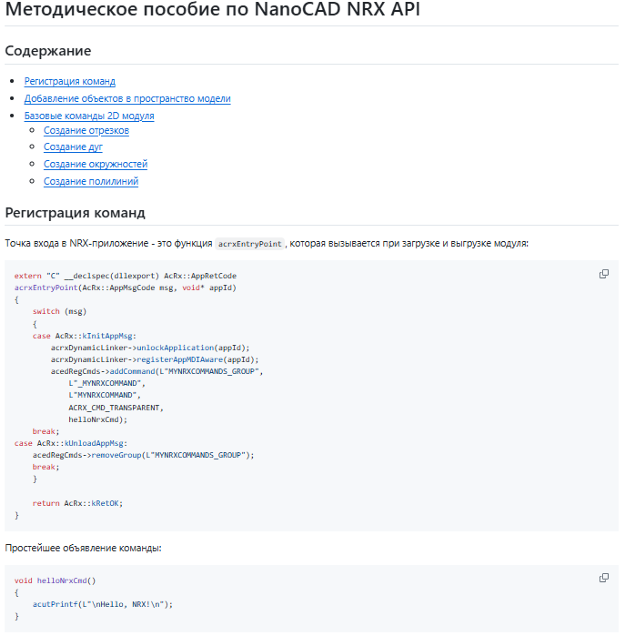 Методическое пособие по NanoCAD NRX API
Содержание
Регистрация команд
Добавление объектов в пространство модели
Базовые команды 2D модуля
Создание отрезков
Создание дуг
Создание окружностей
Создание полилиний
Регистрация команд
Точка входа в NRX-приложение - это функция acrxEntryPoint, которая вызывается при загрузке и выгрузке модуля:
extern "C" __declspec(dllexport) AcRx::AppRetCode
acrxEntryPoint(AcRx::AppMsgCode msg, void* appId)
{
    switch (msg)
    {
    case AcRx::kInitAppMsg:
        acrxDynamicLinker->unlockApplication(appId);
        acrxDynamicLinker->registerAppMDIAware(appId);
        acedRegCmds->addCommand(L"MYNRXCOMMANDS_GROUP",
            L"_MYNRXCOMMAND",
            L"MYNRXCOMMAND",
            ACRX_CMD_TRANSPARENT,
            helloNrxCmd);
    break;
case AcRx::kUnloadAppMsg:
    acedRegCmds->removeGroup(L"MYNRXCOMMANDS_GROUP");
    break;
    }
    return AcRx::kRetOK;
}
Простейшее объявление команды:
void helloNrxCmd()
{
    acutPrintf(L"\nHello, NRX!\n");
}